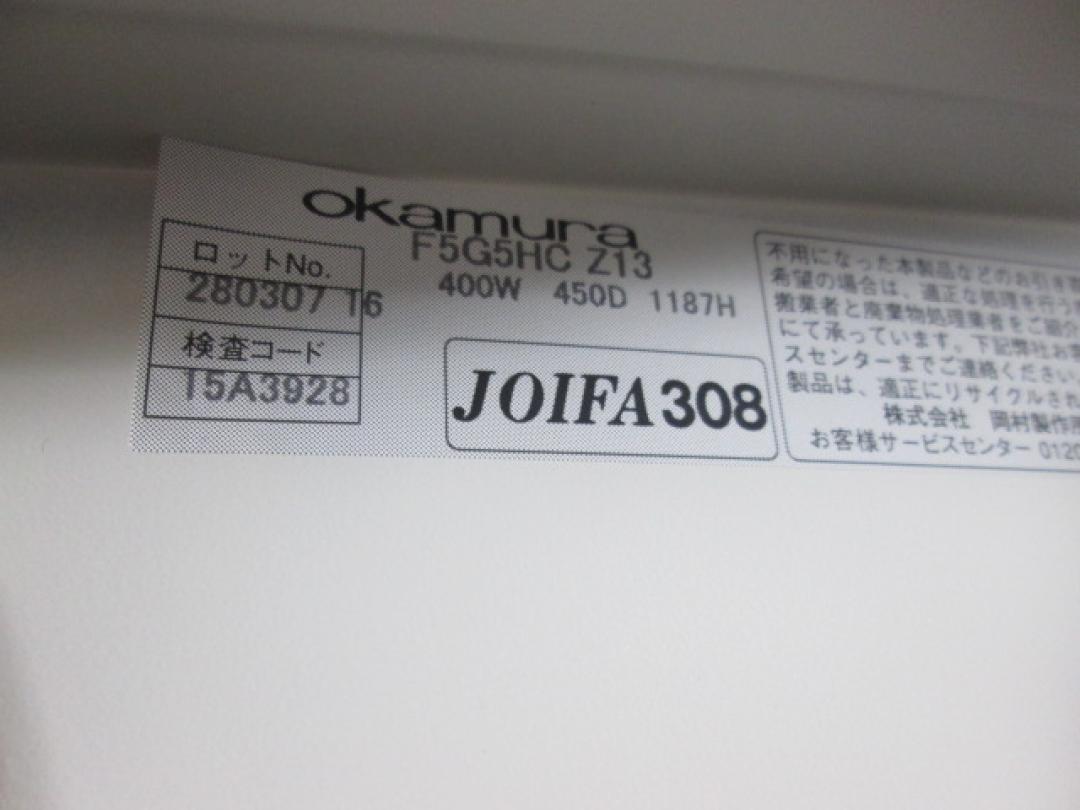 okamura
F5G5HC Z13
400W 450D 1187H
ロットNo.
280307 T6
検査コード
T5A3928
JOIFA308
不用になった本製品などのお引き
希望の場合は、適正な処理を行う
搬業者と廃棄物処理業者をご紹介
にて承っています。下記弊社お客
スセンターまでご連絡ください。
製品は、適正にリサイクルされ
株式会社 岡村製作所
お客様サービスセンター 0120